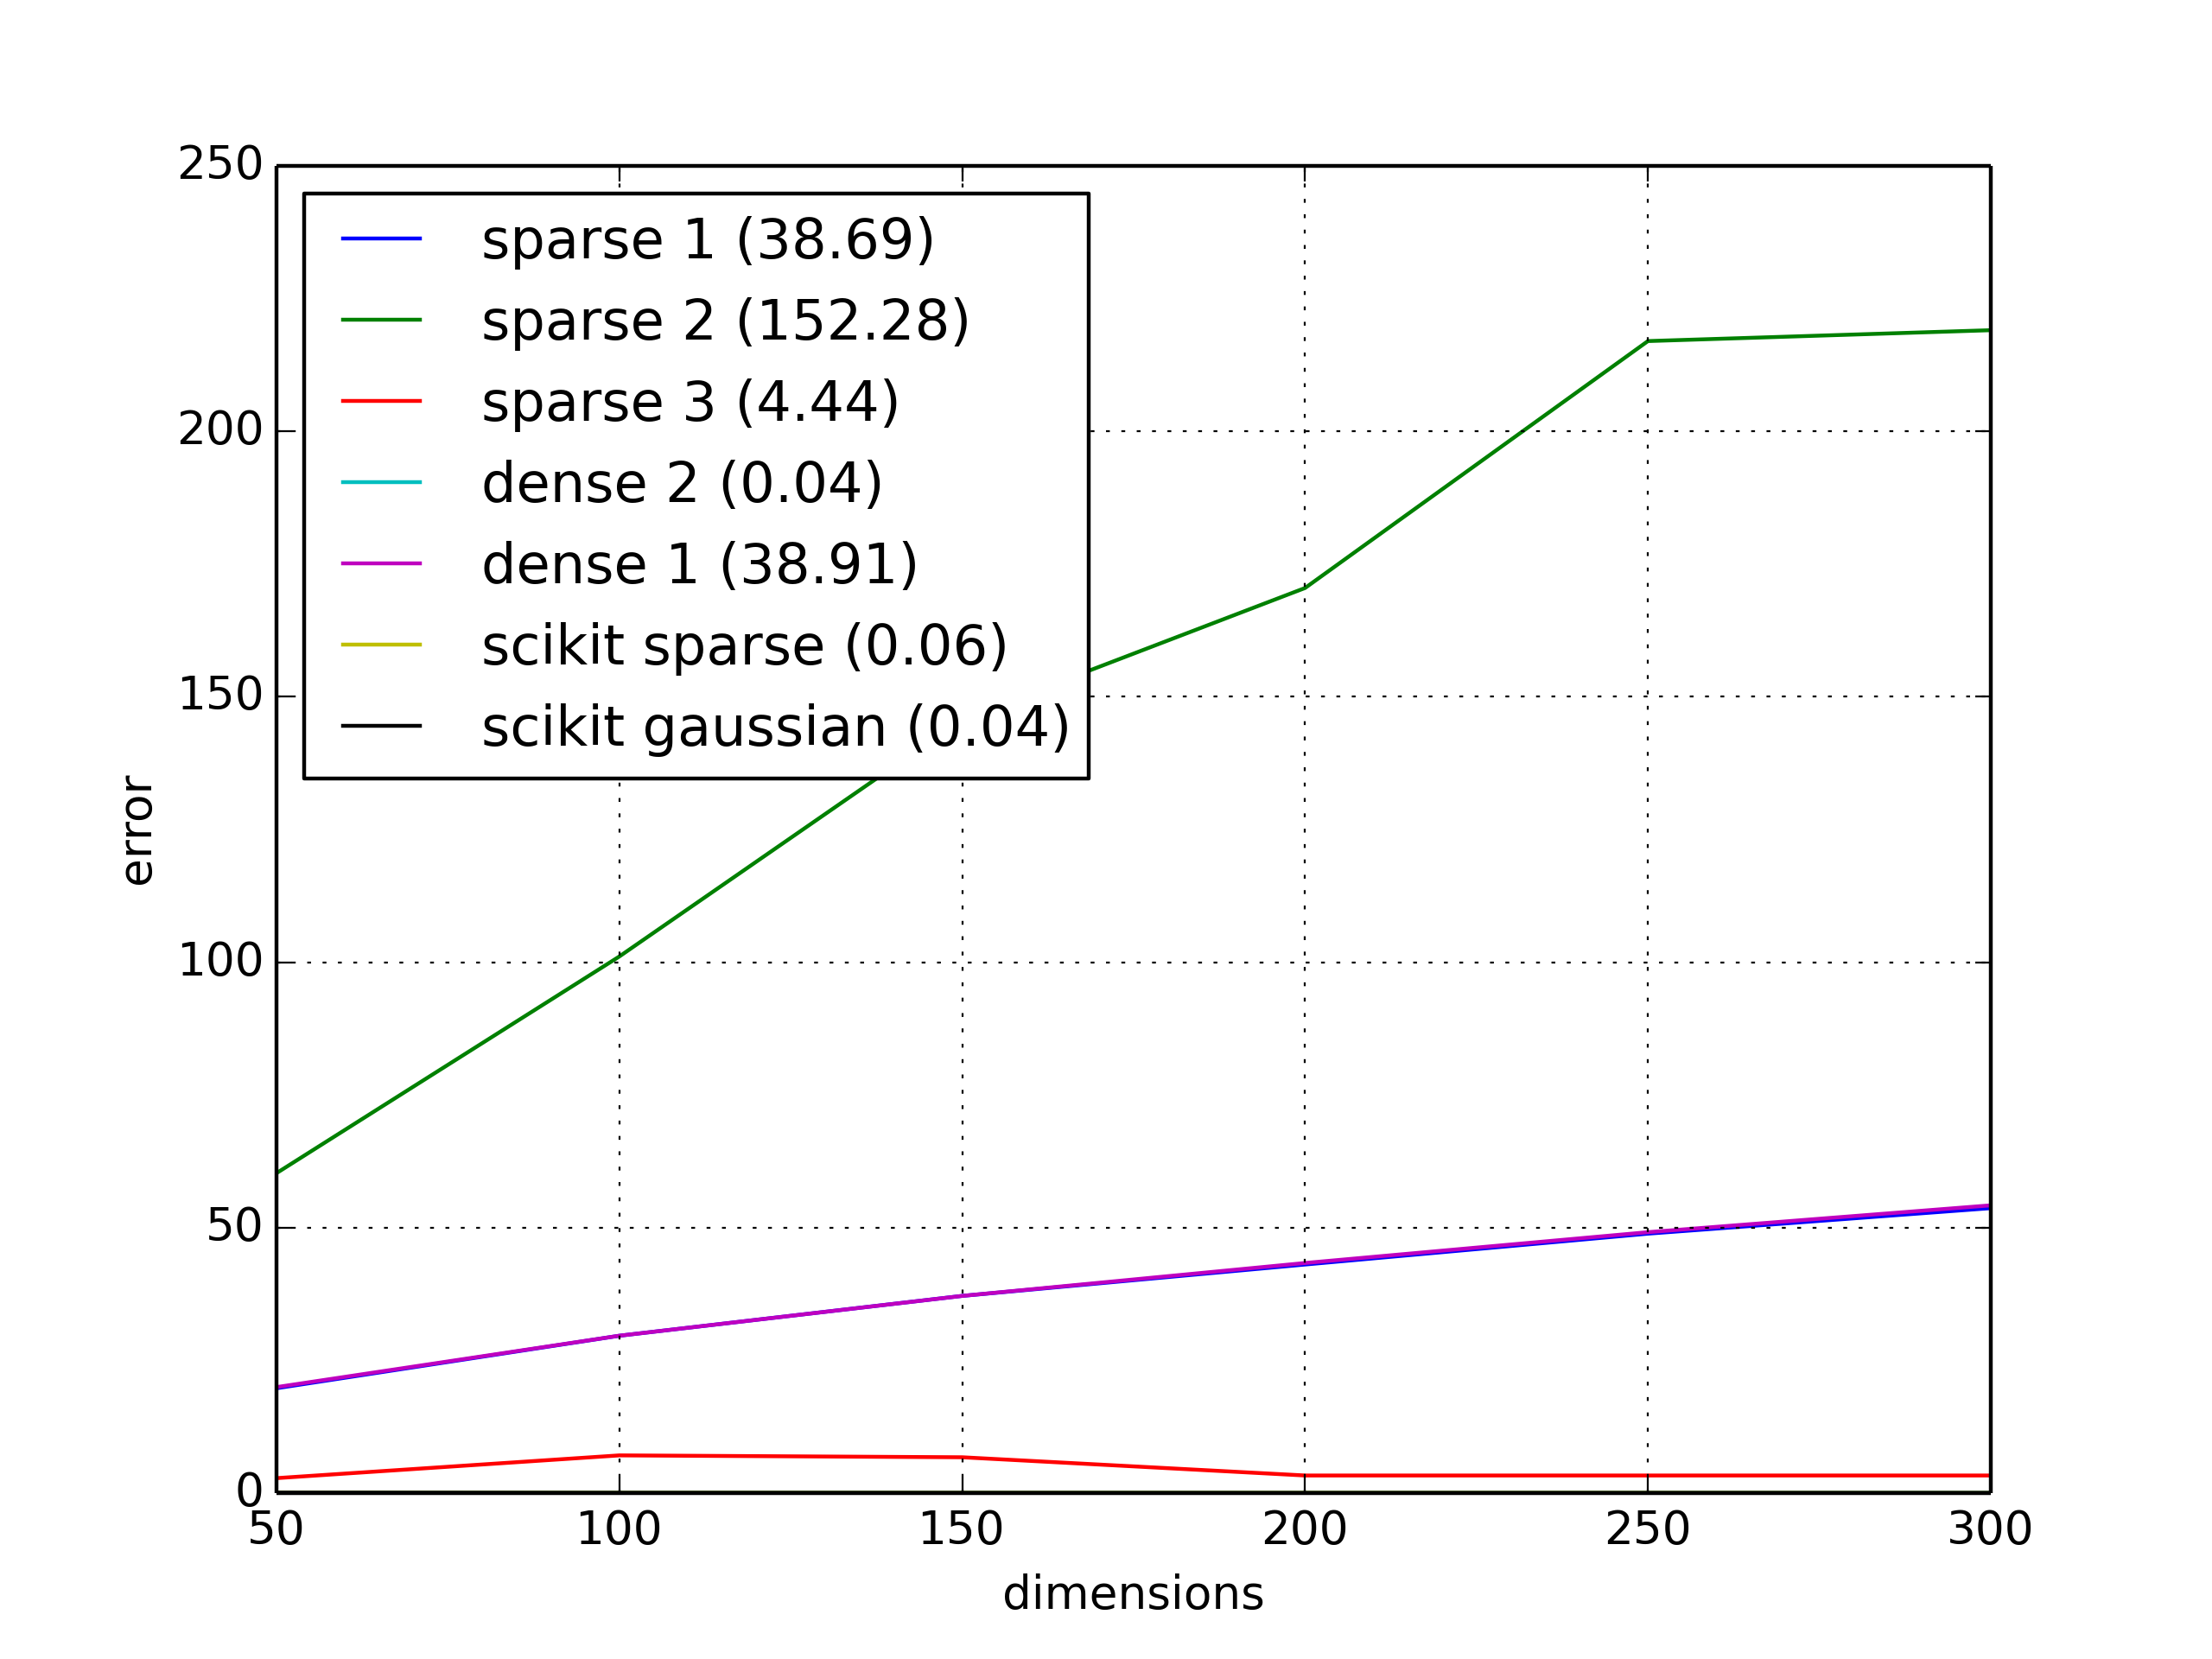 250
200
150
100
50
0
error
sparse 1 (38.69)
sparse 2 (152.28)
sparse 3 (4.44)
dense 2 (0.04)
dense 1 (38.91)
scikit sparse (0.06)
scikit gaussian (0.04)
50 100 150 200 250 300
dimensions